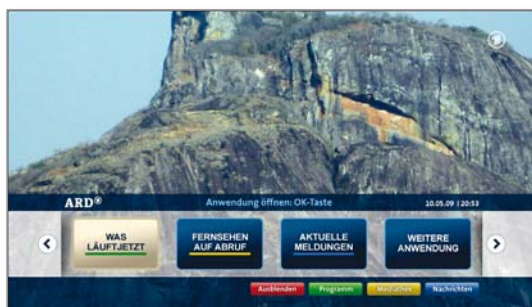 ARD
Anwendung öffnen: OK-Taste
10.05.09 | 20:53
WAS
LÄUFTJETZT
FERNSEHEN
AUF ABRUF
AKTUELLE
MELDUNGEN
WEITERE
ANWENDUNG
Ausblenden
Programm
Mediathek
Nachrichten